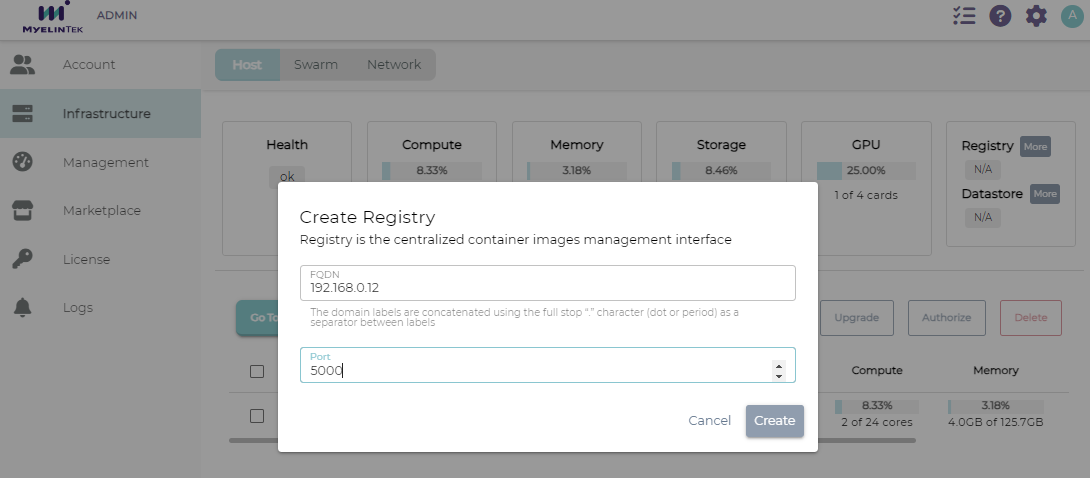 MYELINTEK
ADMIN
A
Account
Infrastructure
Management
Marketplace
License
Logs
Host Swarm Network
Health
ok
Compute
8.33%
Memory
3.18%
Storage
8.46%
GPU
25.00%
1 of 4 cards
Registry More
N/A
Datastore More
N/A
Create Registry
Registry is the centralized container images management interface
FQDN
192.168.0.12
The domain labels are concatenated using the full stop "." character (dot or period) as a
separator between labels
Port
5000
Cancel Create
Go To
Upgrade Authorize Delete
Compute Memory
8.33% 3.18%
2 of 24 cores 4.0GB of 125.7GB